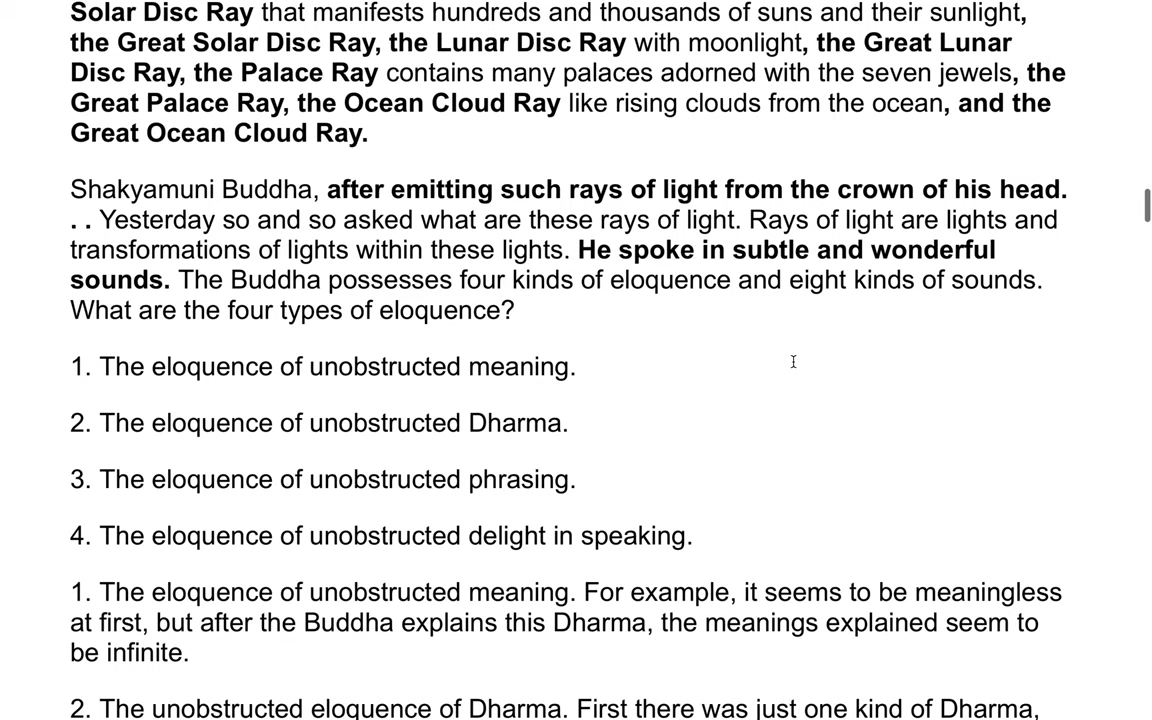 Solar Disc Ray that manifests hundreds and thousands of suns and their sunlight,
the Great Solar Disc Ray, the Lunar Disc Ray with moonlight, the Great Lunar
Disc Ray, the Palace Ray contains many palaces adorned with the seven jewels, the
Great Palace Ray, the Ocean Cloud Ray like rising clouds from the ocean, and the
Great Ocean Cloud Ray.
Shakyamuni Buddha, after emitting such rays of light from the crown of his head.
. . Yesterday so and so asked what are these rays of light. Rays of light are lights and
transformations of lights within these lights. He spoke in subtle and wonderful
sounds. The Buddha possesses four kinds of eloquence and eight kinds of sounds.
What are the four types of eloquence?
1. The eloquence of unobstructed meaning.
2. The eloquence of unobstructed Dharma.
3. The eloquence of unobstructed phrasing.
4. The eloquence of unobstructed delight in speaking.
1. The eloquence of unobstructed meaning. For example, it seems to be meaningless
at first, but after the Buddha explains this Dharma, the meanings explained seem to
be infinite.
2. The unobstructed eloquence of Dharma. First there was just one kind of Dharma,